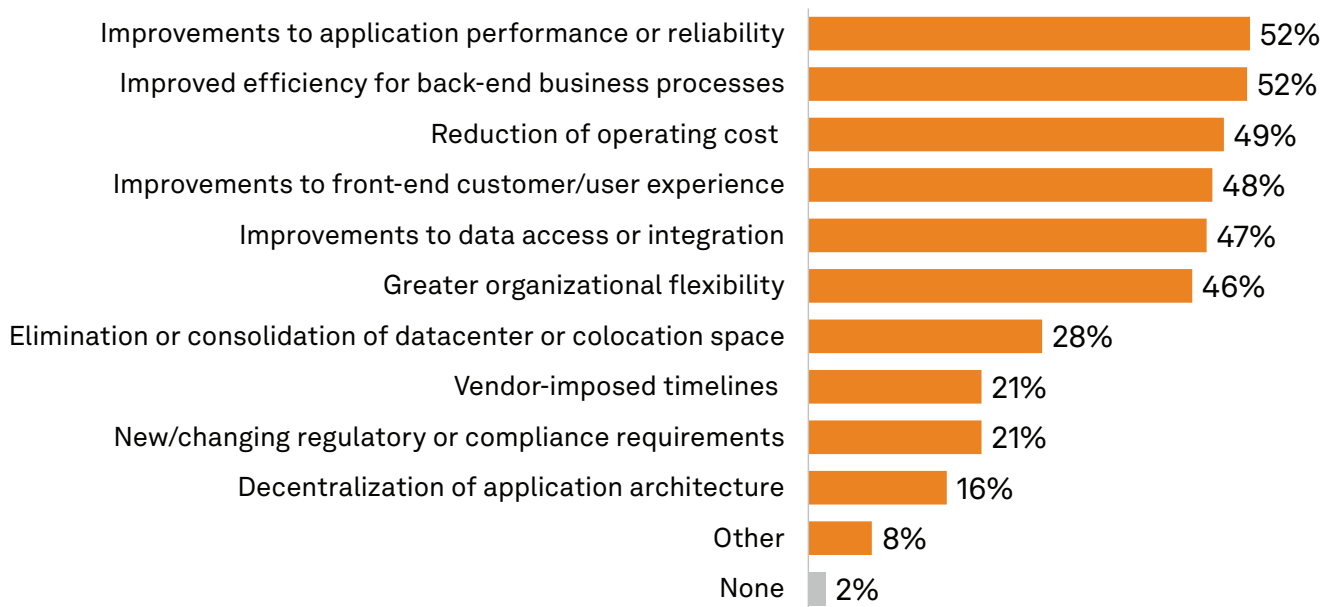 Improvements to application performance or reliability 52%
Improved efficiency for back-end business processes 52%
Reduction of operating cost 49%
Improvements to front-end customer/user experience 48%
Improvements to data access or integration 47%
Greater organizational flexibility 46%
Elimination or consolidation of datacenter or colocation space 28%
Vendor-imposed timelines 21%
New/changing regulatory or compliance requirements 21%
Decentralization of application architecture 16%
Other 8%
None 2%